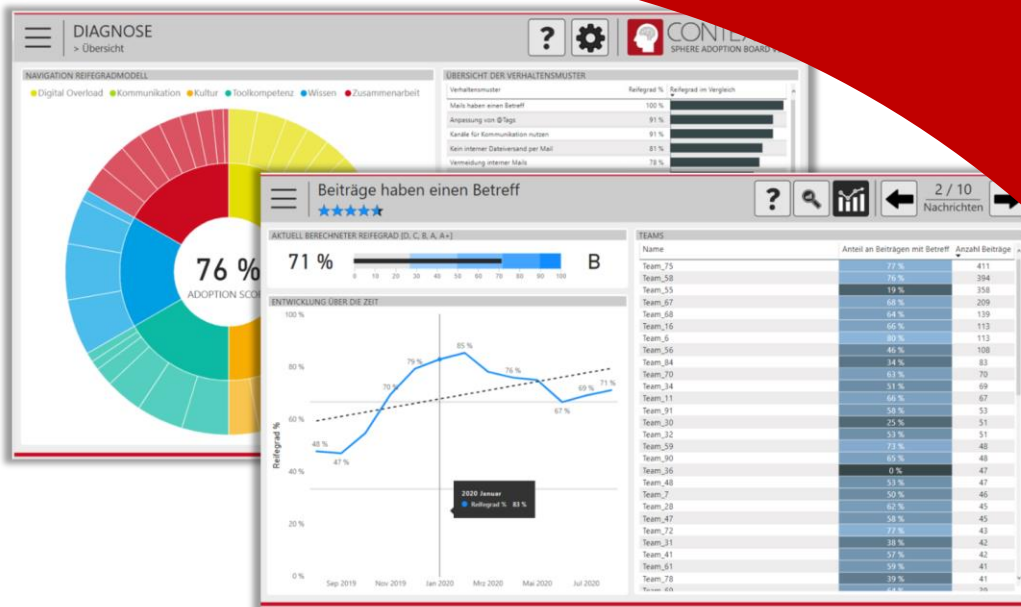 DIAGNOSE
> Übersicht
?
SPHERE ADOPTION BOARD
NAVIGATION REIFEGRADMODELL
Digital Overload Kommunikation Kultur Toolkompetenz Wissen Zusammenarbeit
76 %
ÜBERSICHT DER VERHALTENSMUSTER
Verhaltensmuster Reifegrad % Reifegrad im Vergleich
Mails haben einen Betreff 100 %
Anpassung von @Tags 91 %
Kanäle für Kommunikation nutzen 91 %
Kein interner Dateiversand per Mail 81 %
Vermeidung interner Mails 78 %
Beiträge haben einen Betreff
?
2 / 10
Nachrichten
AKTUELL BERECHNETER REIFEGRAD [D, C, B, A, A+]
71 %
0 10 20 30 40 50 60 70 80 90 100
B
ENTWICKLUNG ÜBER DIE ZEIT
Reifegrad %
100 %
80 %
60 %
40 %
20 %
0 %
48 %
47 %
70 %
79 %
85 %
76 %
67 %
69 %
71 %
2020 Januar
Reifegrad % 83 %
Sep 2019 Nov 2019 Jan 2020 Mrz 2020 Mai 2020 Jul 2020
TEAMS
Name Anteil an Beiträgen mit Betreff Anzahl Beiträge
Team_75 77 % 411
Team_58 76 % 394
Team_55 19 % 358
Team_67 68 % 209
Team_68 64 % 139
Team_16 66 % 113
Team_6 80 % 113
Team_56 46 % 108
Team_84 34 % 83
Team_70 63 % 70
Team_34 51 % 69
Team_11 66 % 67
Team_91 58 % 53
Team_30 25 % 51
Team_32 53 % 51
Team_59 73 % 48
Team_90 65 % 48
Team_36 0 % 47
Team_48 53 % 47
Team_7 50 % 46
Team_28 62 % 45
Team_47 58 % 45
Team_72 77 % 43
Team_31 38 % 42
Team_41 57 % 42
Team_61 59 % 41
Team_78 39 % 41